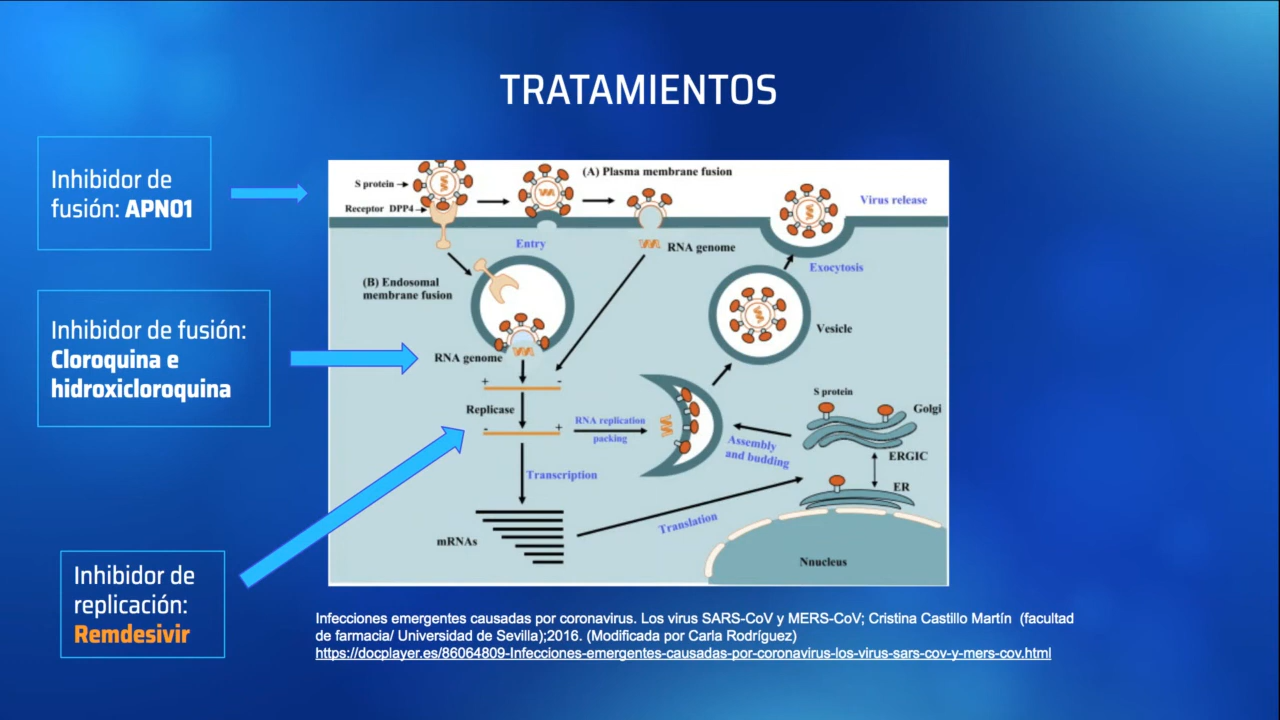 TRATAMIENTOS
Inhibidor de
fusión: APN01
Inhibidor de fusión:
Cloroquina e
hidroxicloroquina
Inhibidor de
replicación:
Remdesivir
(A) Plasma membrane fusion
S protein
Receptor DPP4
Entry
RNA genome
Virus release
Exocytosis
(B) Endosomal
membrane fusion
Vesicle
RNA genome
+ -
Replicase
- +
RNA replication
packing
S protein
Golgi
Assembly
and budding
ERGIC
ER
Transcription
Translation
mRNAs
Nnucleus
Infecciones emergentes causadas por coronavirus. Los virus SARS-CoV y MERS-CoV; Cristina Castillo Martín (facultad
de farmacia/ Universidad de Sevilla);2016. (Modificada por Carla Rodríguez)
https://docplayer.es/86064809-Infecciones-emergentes-causadas-por-coronavirus-los-virus-sars-cov-y-mers-cov.html